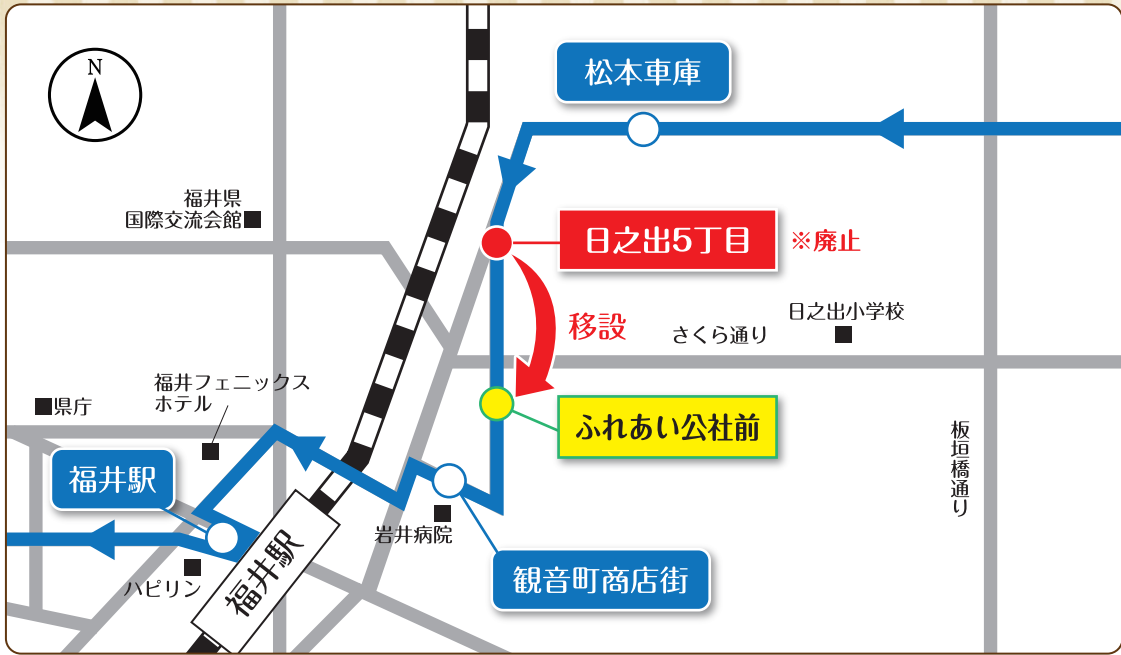 N
松本車庫
福井県
国際交流会館
日之出5丁目
※廃止
移設
日之出小学校
さくら通り
福井フェニックス
ホテル
県庁
ふれあい公社前
板垣橋通り
福井駅
岩井病院
観音町商店街
ハピリン
福井駅